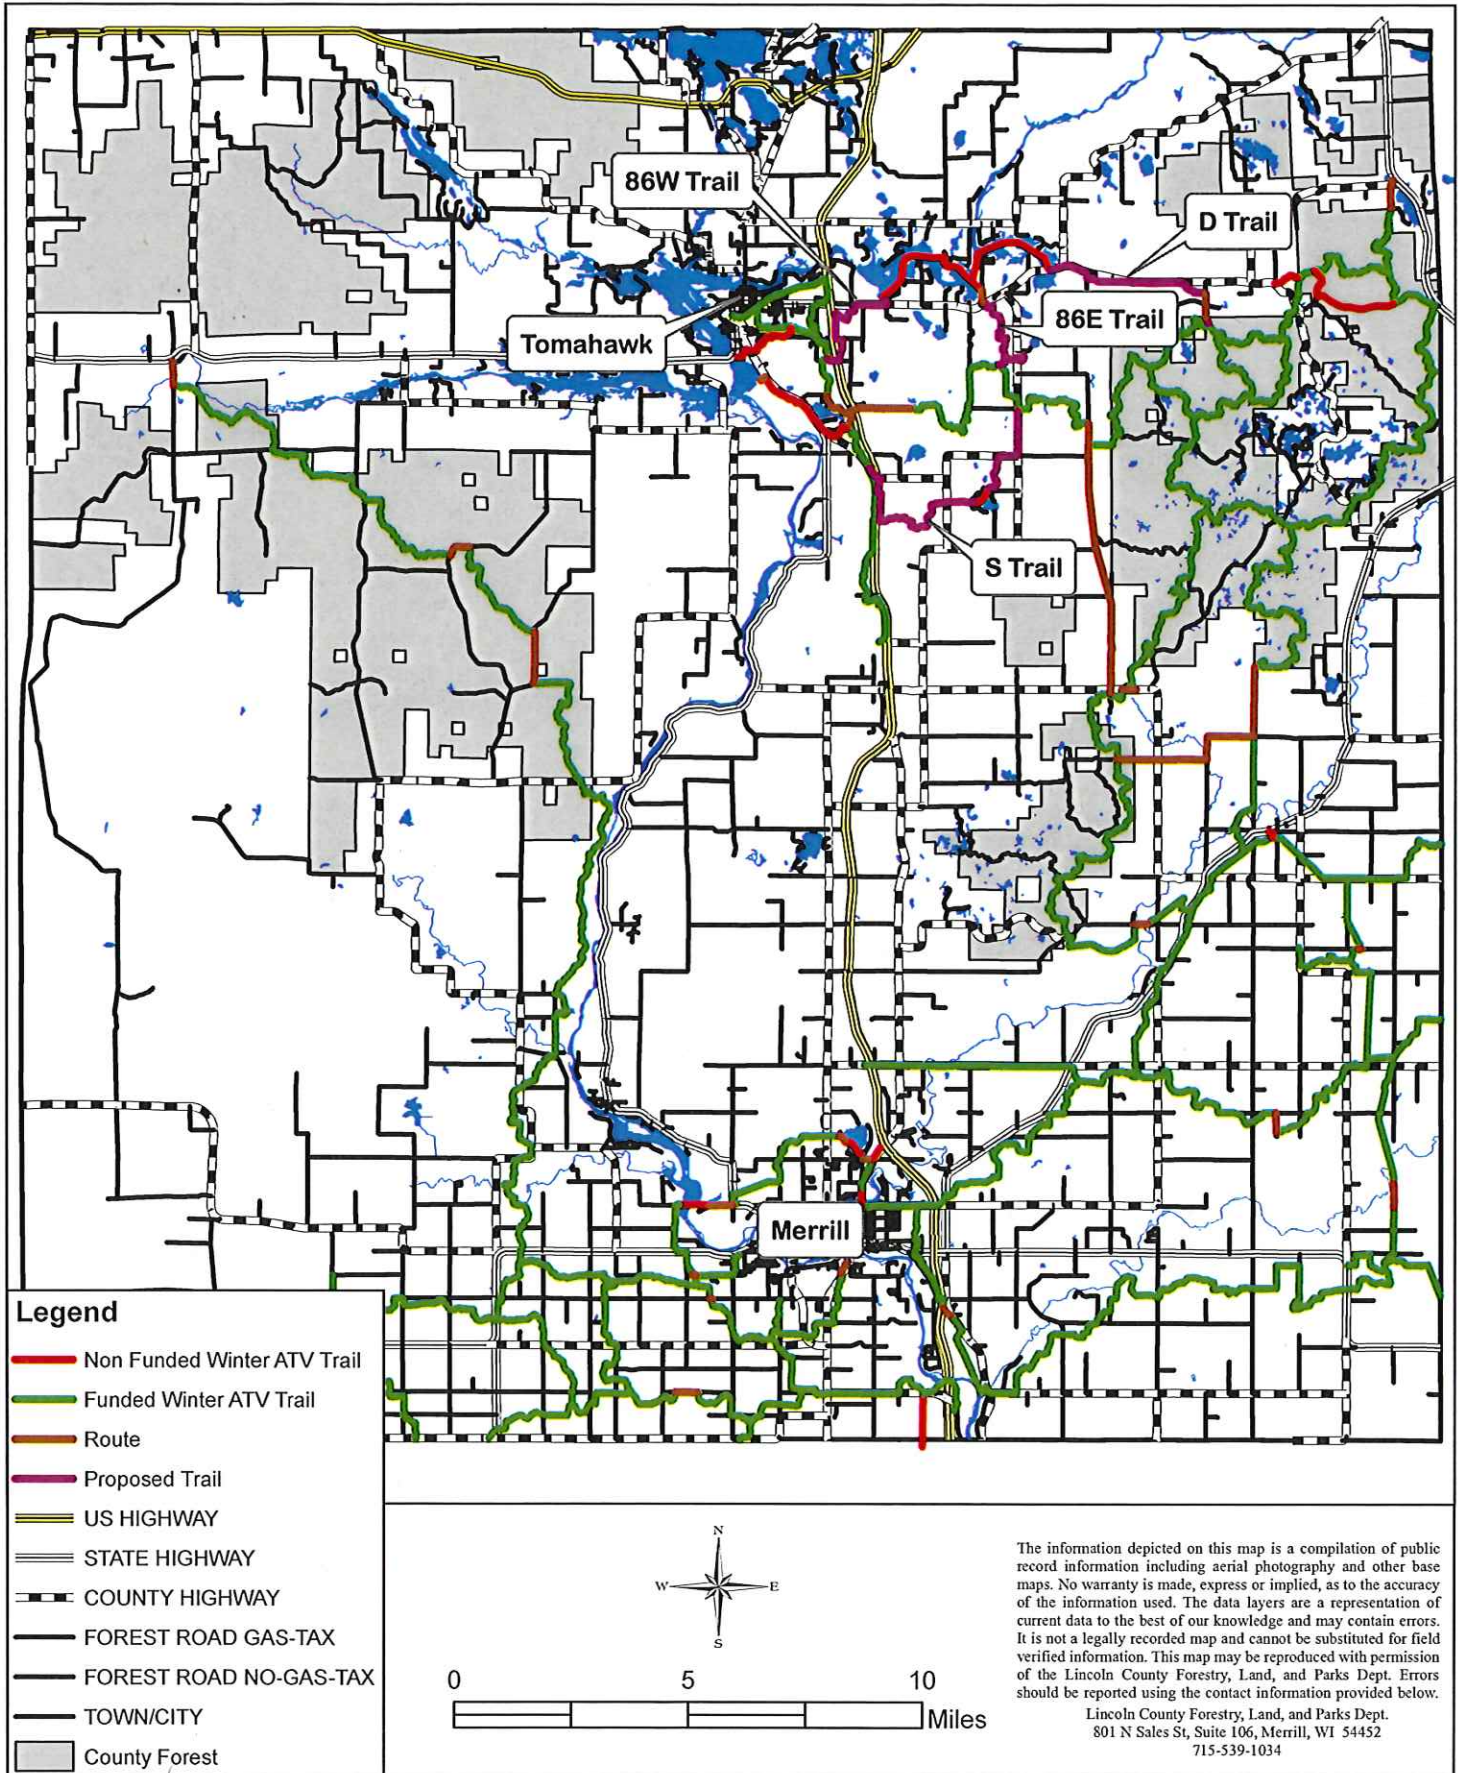 86W Trail
D Trail
86E Trail
Tomahawk
S Trail
Merrill
Legend
Non Funded Winter ATV Trail
Funded Winter ATV Trail
Route
Proposed Trail
US HIGHWAY
STATE HIGHWAY
COUNTY HIGHWAY
FOREST ROAD GAS-TAX
FOREST ROAD NO-GAS-TAX
TOWN/CITY
County Forest
N
W E
S
0 5 10
Miles
The information depicted on this map is a compilation of public
record information including aerial photography and other base
maps. No warranty is made, express or implied, as to the accuracy
of the information used. The data layers are a representation of
current data to the best of our knowledge and may contain errors.
It is not a legally recorded map and cannot be substituted for field
verified information. This map may be reproduced with permission
of the Lincoln County Forestry, Land, and Parks Dept. Errors
should be reported using the contact information provided below.
Lincoln County Forestry, Land, and Parks Dept.
801 N Sales St, Suite 106, Merrill, WI 54452
715-539-1034